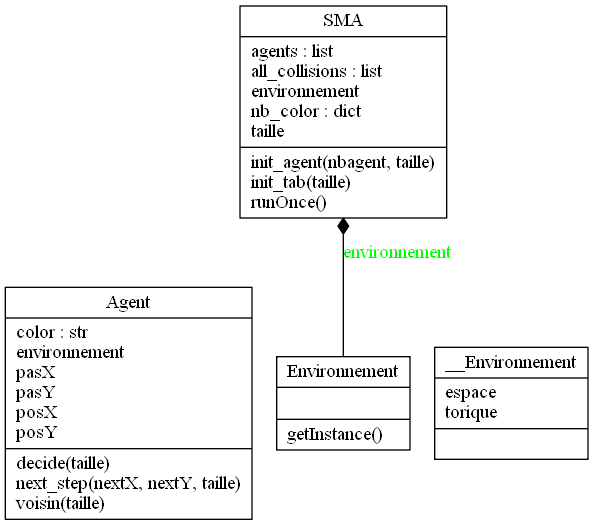 SMA
agents : list
all_collisions : list
environnement
nb_color : dict
taille
init_agent(nbagent, taille)
init_tab(taille)
runOnce()
environnement
Agent
color : str
environnement
pasX
pasY
posX
posY
decide(taille)
next_step(nextX, nextY, taille)
voisin(taille)
Environnement
getInstance()
__Environnement
espace
torique